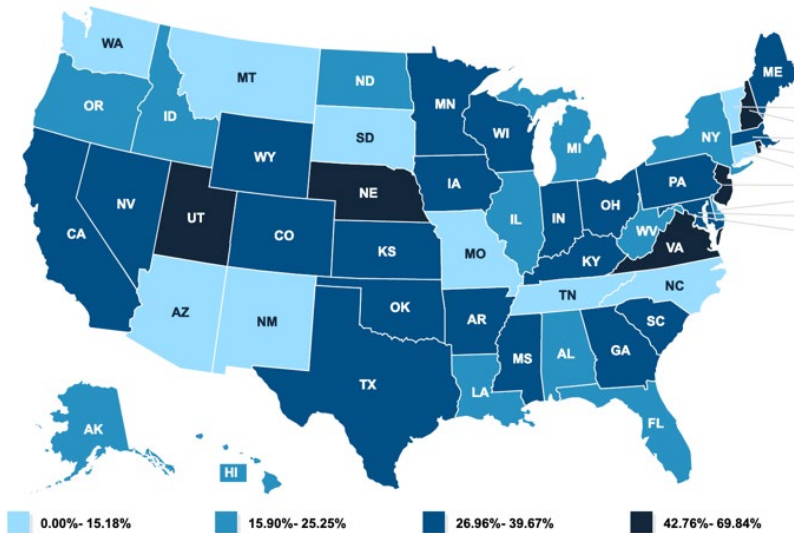 WA
MT
ND
MN
ME
OR
ID
SD
WI
MI
NY
WY
NE
IA
PA
NV
UT
CO
IL
IN
OH
WV
VA
CA
KS
MO
KY
NC
TN
AZ
NM
OK
AR
SC
MS
AL
GA
TX
LA
FL
AK
HI
0.00%- 15.18%
15.90%- 25.25%
26.96%- 39.67%
42.76%- 69.84%